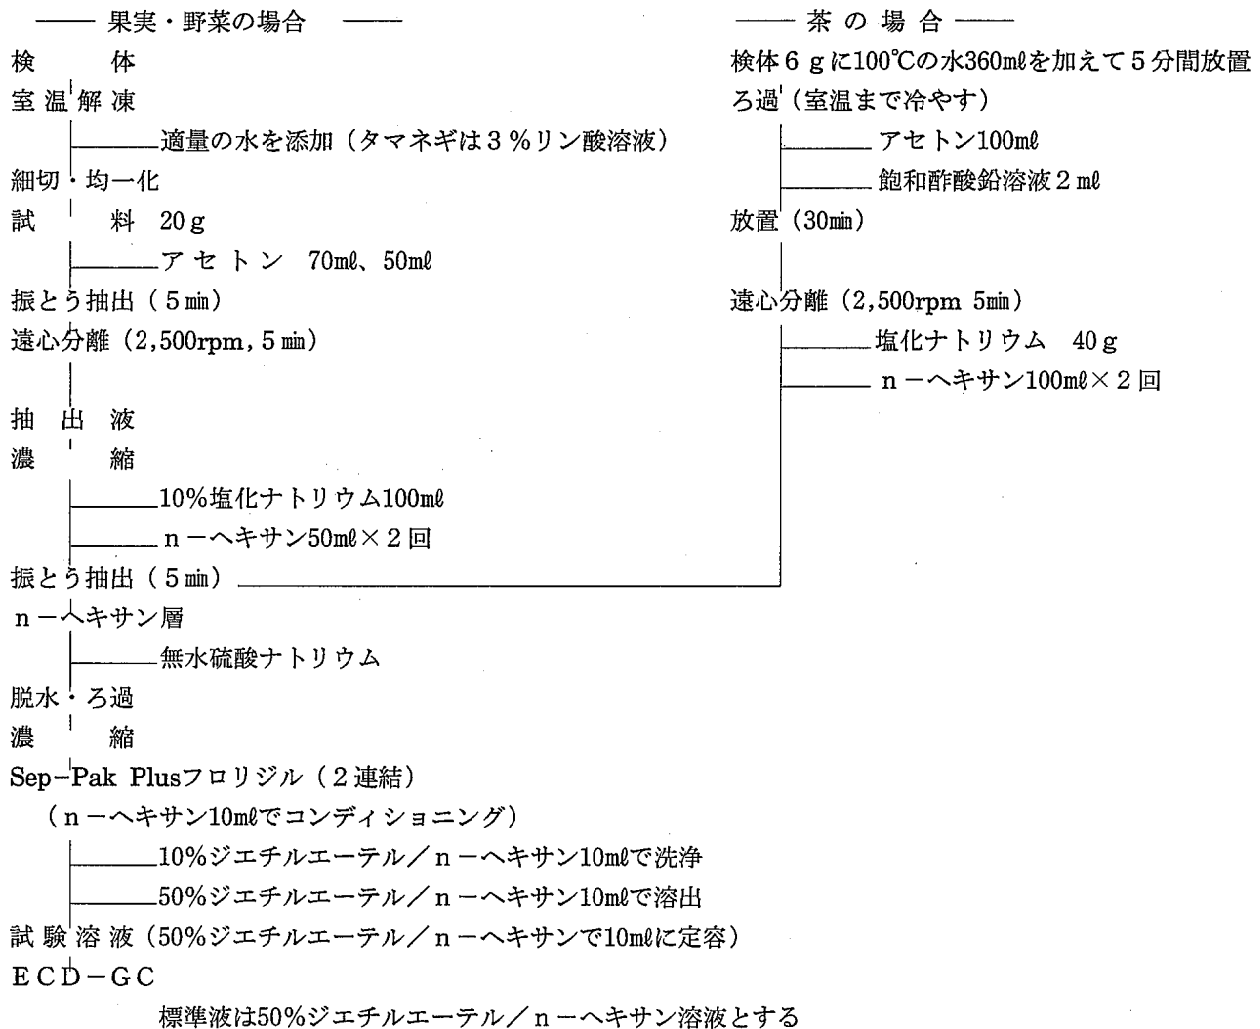 果実・野菜の場合
検体
室温解凍
適量の水を添加（タマネギは３％リン酸溶液）
細切・均一化
試料 20ｇ
アセトン 70㎖、50㎖
振とう抽出（５min）
遠心分離（2,500rpm, ５min）
抽出液
濃縮
10％塩化ナトリウム100㎖
ｎ－ヘキサン50㎖×２回
振とう抽出（５min）
ｎ－ヘキサン層
無水硫酸ナトリウム
脱水・ろ過
濃縮
Sep-Pak Plusフロリジル（２連結）
（ｎ－ヘキサン10㎖でコンディショニング）
10％ジエチルエーテル／ｎ－ヘキサン10㎖で洗浄
50％ジエチルエーテル／ｎ－ヘキサン10㎖で溶出
試験溶液（50％ジエチルエーテル／ｎ－ヘキサンで10㎖に定容）
ＥＣＤ－ＧＣ
標準液は50％ジエチルエーテル／ｎ－ヘキサン溶液とする
茶の場合
検体６ｇに100℃の水360㎖を加えて５分間放置
ろ過（室温まで冷やす）
アセトン100㎖
飽和酢酸鉛溶液２㎖
放置（30min）
遠心分離（2,500rpm 5min）
塩化ナトリウム 40ｇ
ｎ－ヘキサン100㎖×２回